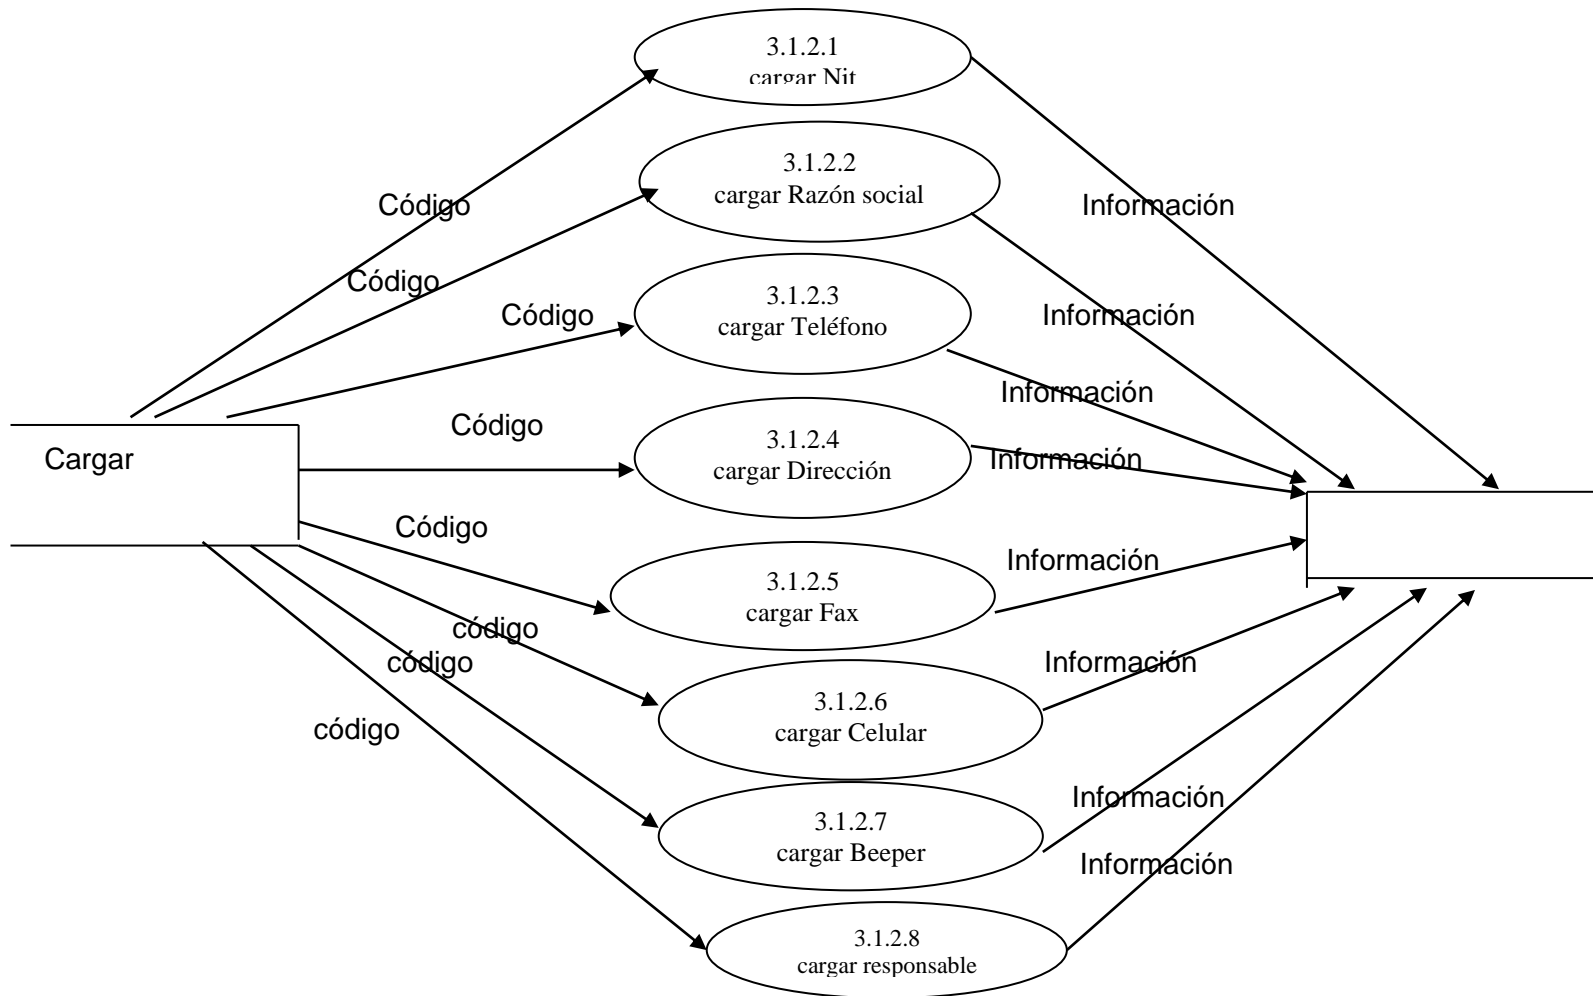 3.1.2.1
cargar Nit
3.1.2.2
cargar Razón social
Código
Información
Código
3.1.2.3
cargar Teléfono
Código
Información
Información
Código
3.1.2.4
cargar Dirección
Cargar
Información
Código
3.1.2.5
cargar Fax
Información
código
código
Información
3.1.2.6
cargar Celular
código
Información
3.1.2.7
cargar Beeper
Información
3.1.2.8
cargar responsable